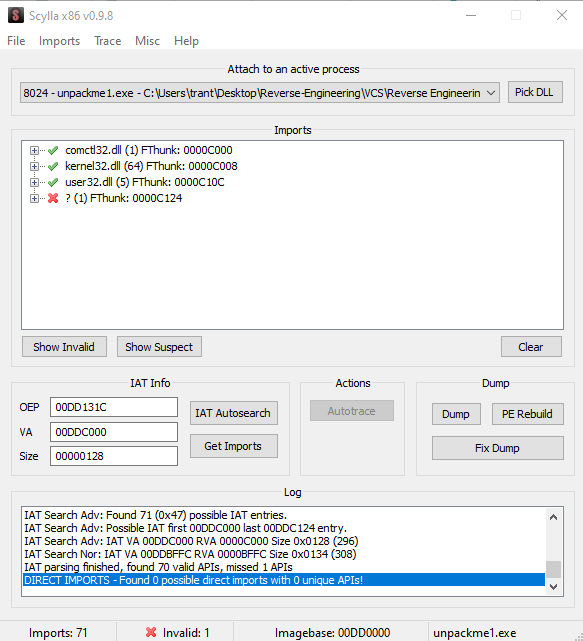 Scylla x86 v0.9.8
File Imports Trace Misc Help
Attach to an active process
8024 - unpackme1.exe - C:\Users\trant\Desktop\Reverse-Engineering\VCS\Reverse Engineerin
Pick DLL
Imports
comctl32.dll (1) FThunk: 0000C000
kernel32.dll (64) FThunk: 0000C008
user32.dll (5) FThunk: 0000C10C
? (1) FThunk: 0000C124
Show Invalid Show Suspect Clear
IAT Info
OEP 00DD131C
VA 00DDC000
Size 00000128
IAT Autosearch
Get Imports
Actions
Autotrace
Dump
Dump PE Rebuild
Fix Dump
Log
IAT Search Adv: Found 71 (0x47) possible IAT entries.
IAT Search Adv: Possible IAT first 00DDC000 last 00DDC124 entry.
IAT Search Adv: IAT VA 00DDC000 RVA 0000C000 Size 0x0128 (296)
IAT Search Nor: IAT VA 00DDBFFC RVA 0000BFFC Size 0x0134 (308)
IAT parsing finished, found 70 valid APIs, missed 1 APIs
DIRECT IMPORTS - Found 0 possible direct imports with 0 unique APIs!
Imports: 71 Invalid: 1 Imagebase: 00DD0000 unpackme1.exe